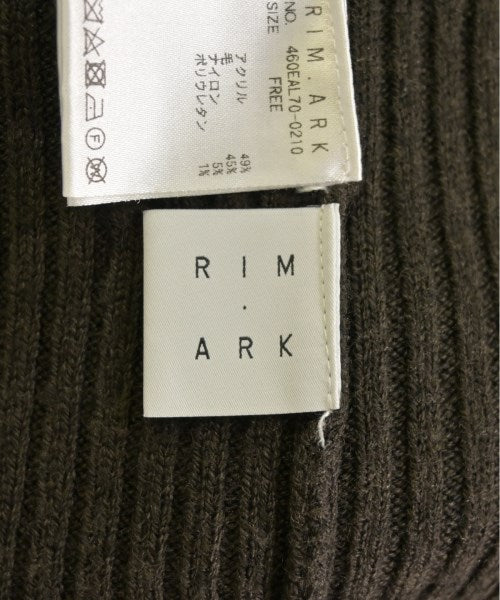 RIM.ARK
NO. 460EAL70-0210
SIZE FREE
アクリル 49%
毛 45%
ナイロン 5%
ポリウレタン 1%
F
RIM
.
ARK